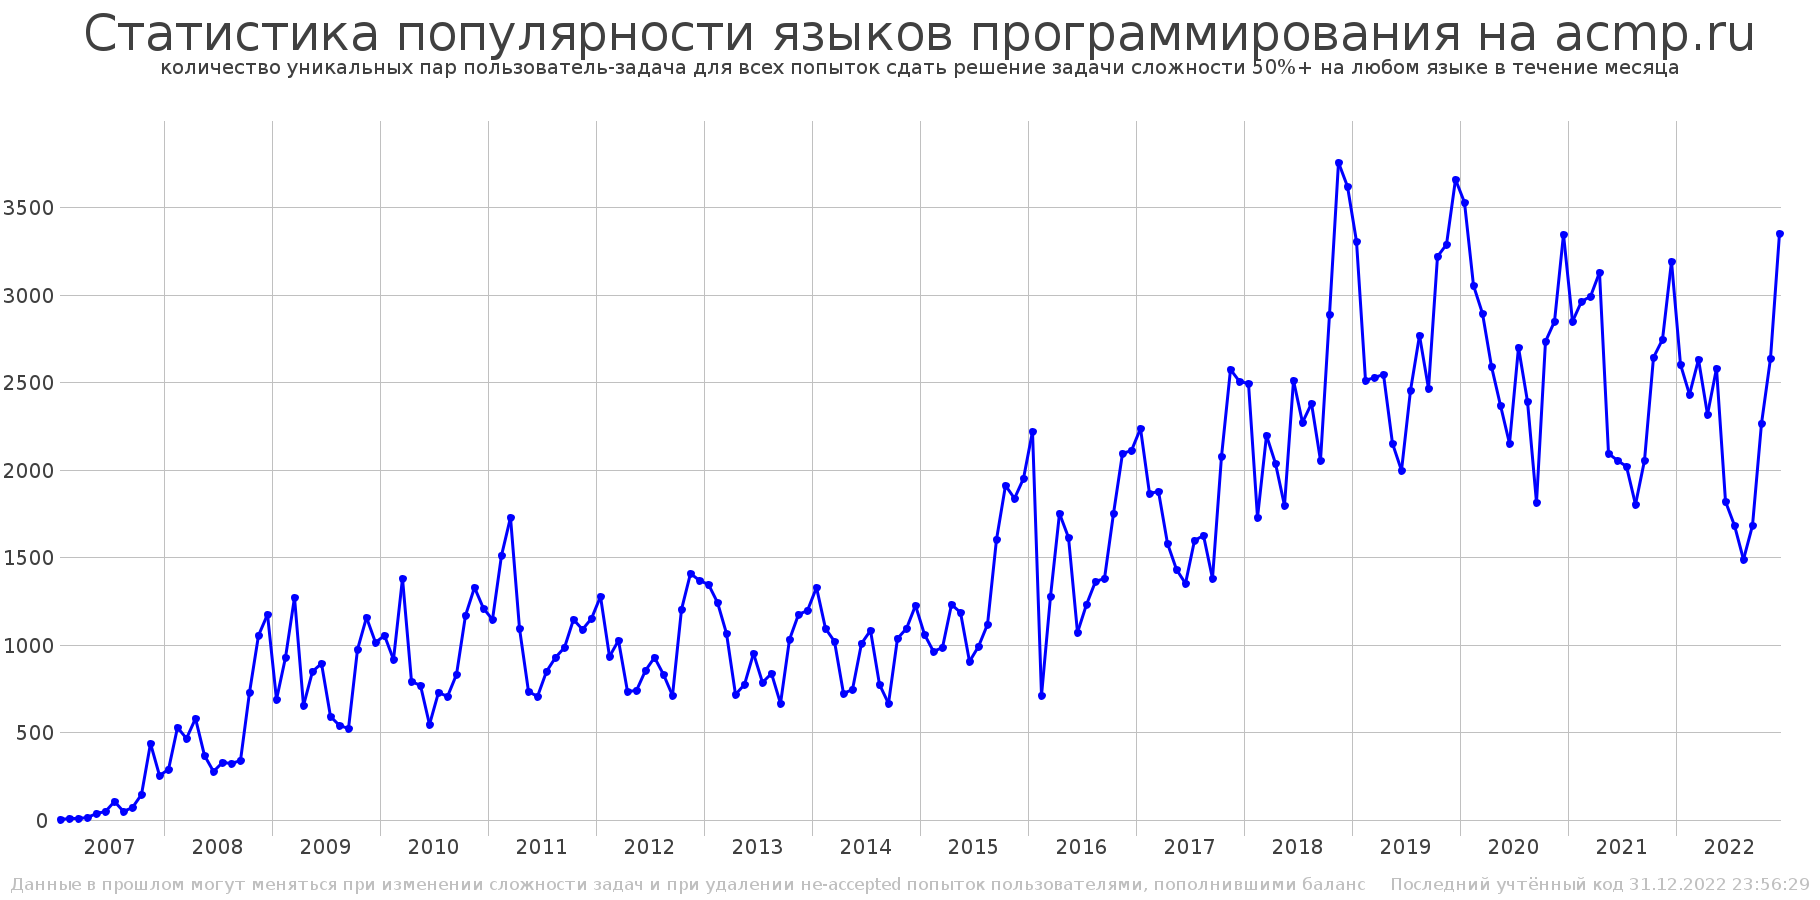 Статистика популярности языков программирования на acmp.ru
количество уникальных пар пользователь-задача для всех попыток сдать решение задачи сложности 50%+ на любом языке в течение месяца
3500
3000
2500
2000
1500
1000
500
0
2007 2008 2009 2010 2011 2012 2013 2014 2015 2016 2017 2018 2019 2020 2021 2022
Данные в прошлом могут меняться при изменении сложности задач и при удалении не-accepted попыток пользователями, пополнившими баланс Последний учтённый код 31.12.2022 23:56:29